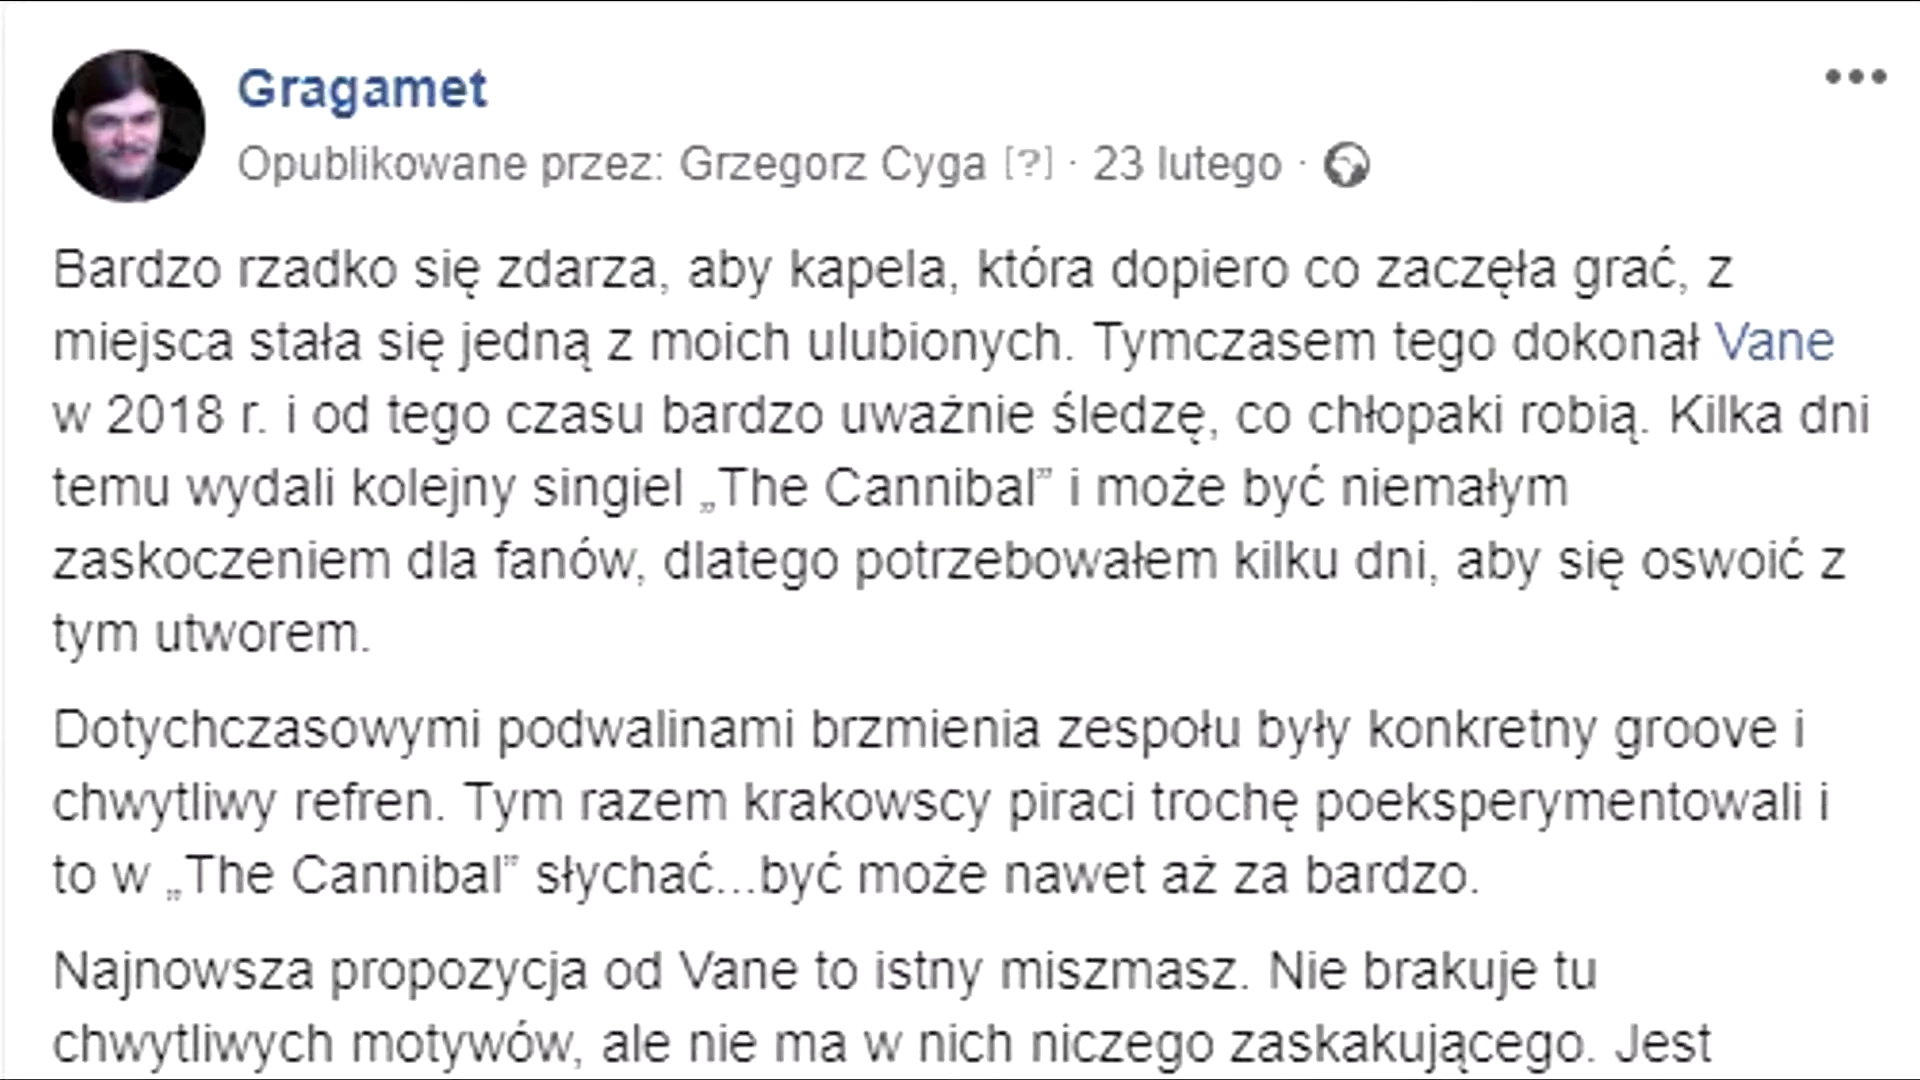 Gragamet
Opublikowane przez: Grzegorz Cyga [?] · 23 lutego ·
Bardzo rzadko się zdarza, aby kapela, która dopiero co zaczęła grać, z
miejsca stała się jedną z moich ulubionych. Tymczasem tego dokonał Vane
w 2018 r. i od tego czasu bardzo uważnie śledzę, co chłopaki robią. Kilka dni
temu wydali kolejny singiel „The Cannibal” i może być niemałym
zaskoczeniem dla fanów, dlatego potrzebowałem kilku dni, aby się oswoić z
tym utworem.
Dotychczasowymi podwalinami brzmienia zespołu były konkretny groove i
chwytliwy refren. Tym razem krakowscy piraci trochę poeksperymentowali i
to w „The Cannibal” słychać...być może nawet aż za bardzo.
Najnowsza propozycja od Vane to istny miszmasz. Nie brakuje tu
chwytliwych motywów, ale nie ma w nich niczego zaskakującego. Jest